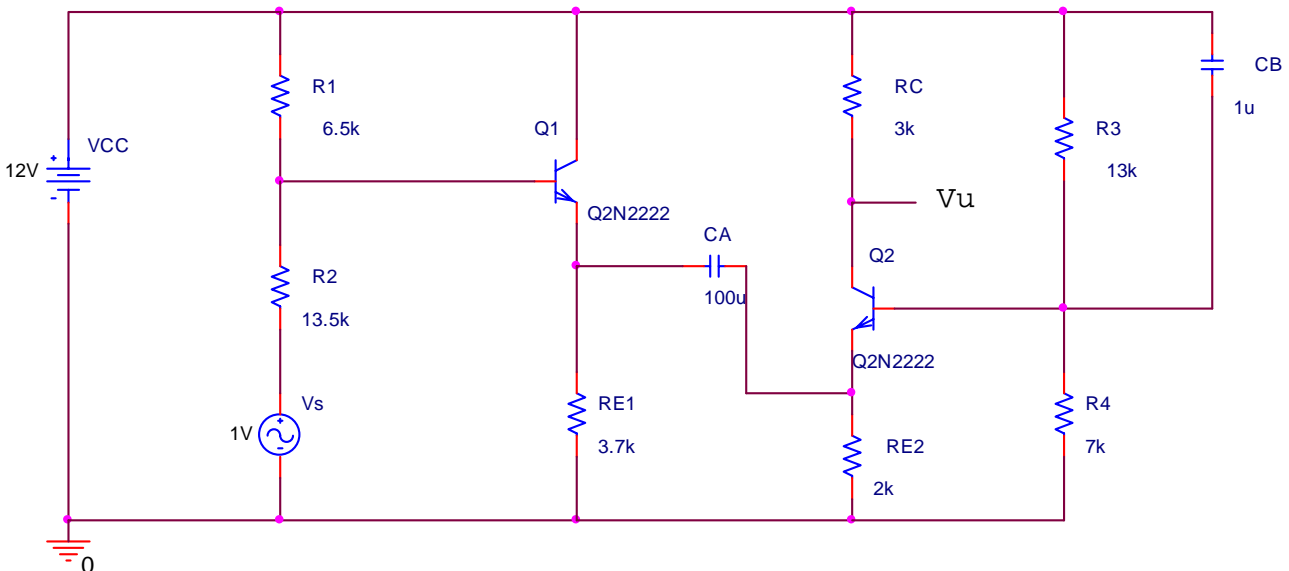 R1
6.5k
VCC
12V
+
-
Q1
Q2N2222
RC
3k
Vu
R3
13k
CB
1u
CA
100u
Q2
Q2N2222
R2
13.5k
Vs
1V
+
-
RE1
3.7k
RE2
2k
R4
7k
0